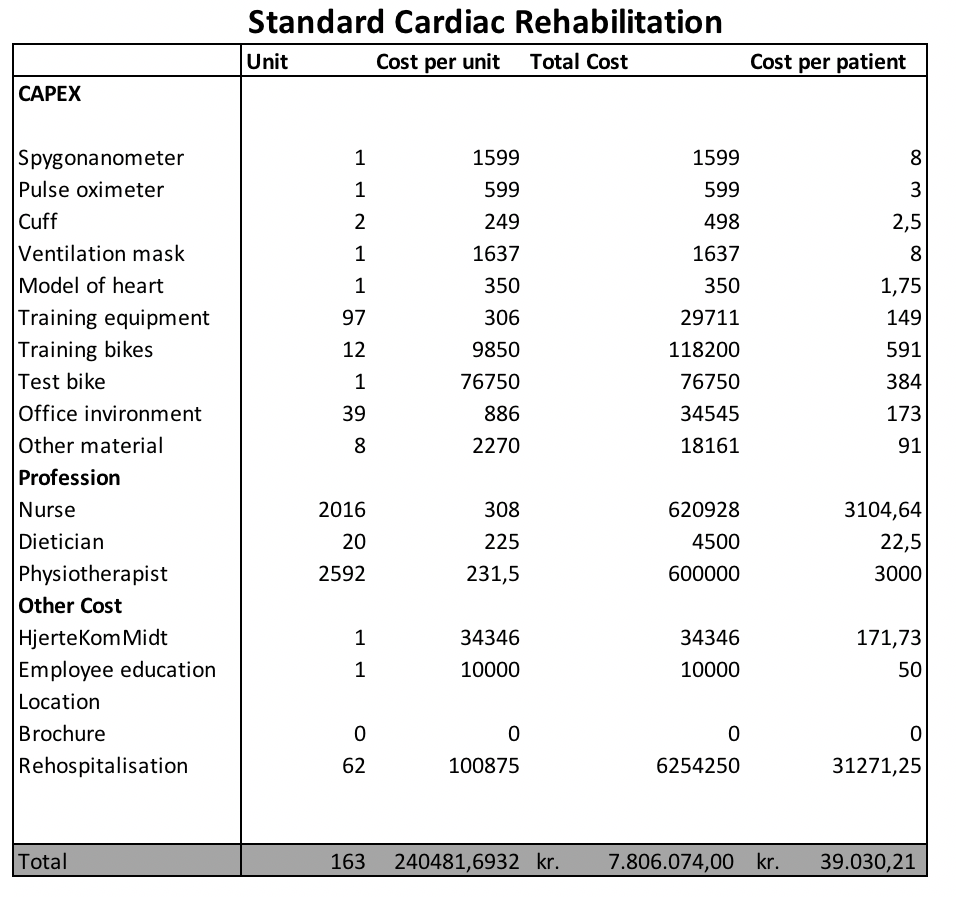 Standard Cardiac Rehabilitation
Unit Cost per unit Total Cost Cost per patient
CAPEX
Spygonanometer 1 1599 1599 8
Pulse oximeter 1 599 599 3
Cuff 2 249 498 2,5
Ventilation mask 1 1637 1637 8
Model of heart 1 350 350 1,75
Training equipment 97 306 29711 149
Training bikes 12 9850 118200 591
Test bike 1 76750 76750 384
Office invironment 39 886 34545 173
Other material 8 2270 18161 91
Profession
Nurse 2016 308 620928 3104,64
Dietician 20 225 4500 22,5
Physiotherapist 2592 231,5 600000 3000
Other Cost
HjerteKomMidt 1 34346 34346 171,73
Employee education 1 10000 10000 50
Location
Brochure 0 0 0 0
Rehospitalisation 62 100875 6254250 31271,25
Total 163 240481,6932 kr. 7.806.074,00 kr. 39.030,21